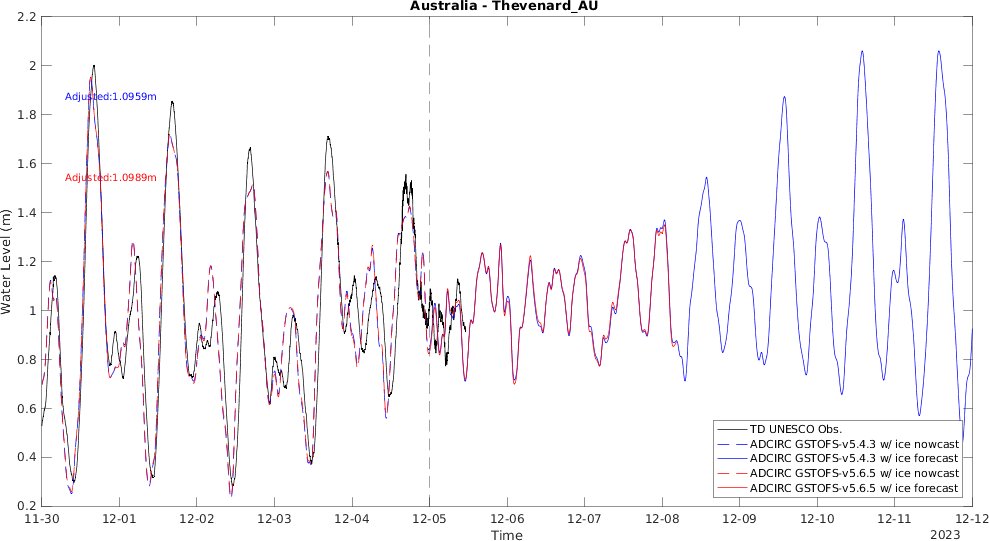 Australia - Thevenard_AU
2.2
2
1.8
1.6
1.4
1.2
1
0.8
0.6
0.4
0.2
Water Level (m)
Adjusted:1.0959m
Adjusted:1.0989m
TD UNESCO Obs.
ADCIRC GSTOFS-v5.4.3 w/ ice nowcast
ADCIRC GSTOFS-v5.4.3 w/ ice forecast
ADCIRC GSTOFS-v5.6.5 w/ ice nowcast
ADCIRC GSTOFS-v5.6.5 w/ ice forecast
11-30 12-01 12-02 12-03 12-04 12-05 12-06 12-07 12-08 12-09 12-10 12-11 12-12
Time
2023